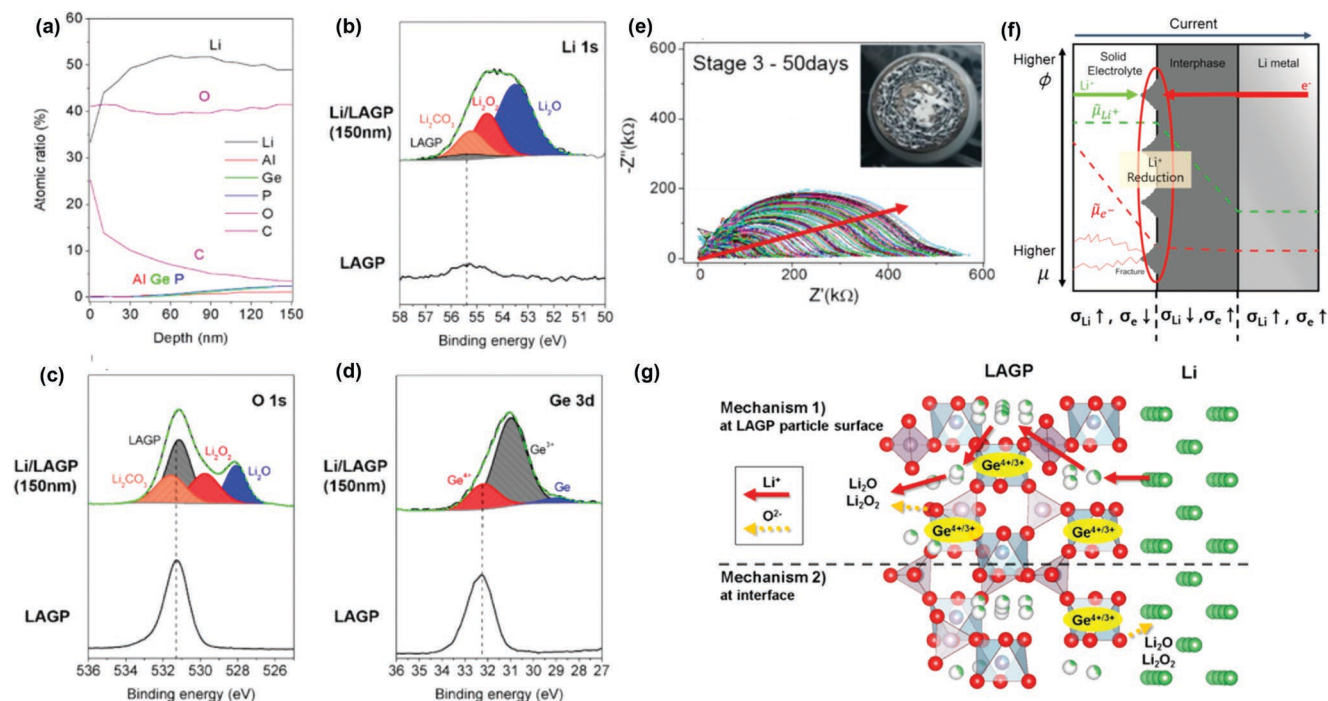 (a)
60
50
40
30
20
10
0
Atomic ratio (%)
Li
O
Li
Al
Ge
P
O
C
C
Al Ge P
0 30 60 90 120 150
Depth (nm)
(b)
Li 1s
Li/LAGP
(150nm)
Li₂CO₃
Li₂O₂
Li₂O
LAGP
LAGP
58 57 56 55 54 53 52 51 50
Binding energy (eV)
(e)
600
400
200
0
-Z"(kΩ)
Stage 3 - 50days
0 200 400 600
Z'(kΩ)
(f)
Current
Higher
ϕ
Solid
Electrolyte
Interphase
Li metal
Li⁺
e⁻
μ̃Li⁺
Li⁺
Reduction
μ̃e⁻
Higher
μ
Fracture
σLi ↑ , σe ↓ σLi ↓ ,σe ↑ σLi ↑ , σe ↑
(c)
O 1s
Li/LAGP
(150nm)
LAGP
Li₂O₂
Li₂CO₃
Li₂O
LAGP
536 534 532 530 528 526
Binding energy (eV)
(d)
Ge 3d
Li/LAGP
(150nm)
Ge³⁺
Ge⁴⁺
Ge
LAGP
36 35 34 33 32 31 30 29 28 27
Binding energy (eV)
(g)
LAGP
Li
Mechanism 1)
at LAGP particle surface
Ge⁴⁺/³⁺
Li⁺
O²⁻
Li₂O
Li₂O₂
Ge⁴⁺/³⁺
Ge⁴⁺/³⁺
Mechanism 2)
at interface
Ge⁴⁺/³⁺
Li₂O
Li₂O₂